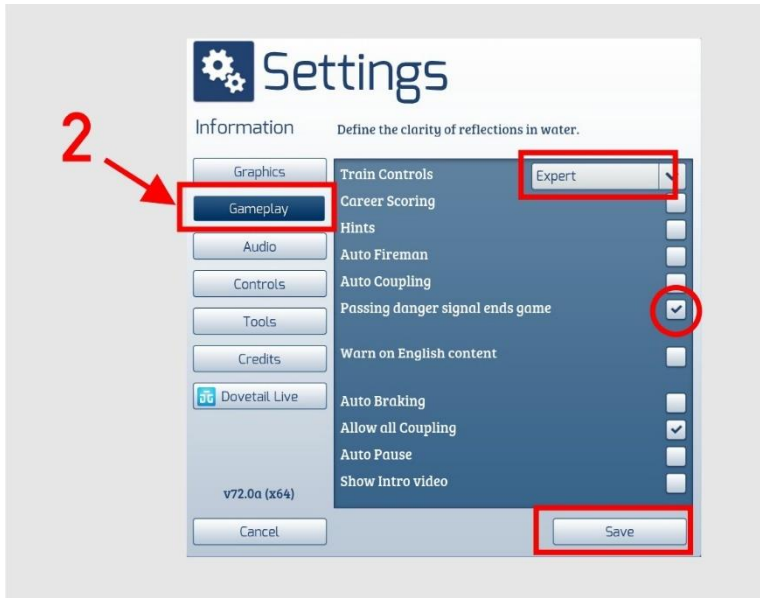 Settings
2
Information
Define the clarity of reflections in water.
Graphics
Gameplay
Audio
Controls
Tools
Credits
Dovetail Live
v72.0a (x64)
Cancel
Train Controls
Expert
Career Scoring
Hints
Auto Fireman
Auto Coupling
Passing danger signal ends game
Warn on English content
Auto Braking
Allow all Coupling
Auto Pause
Show Intro video
Save